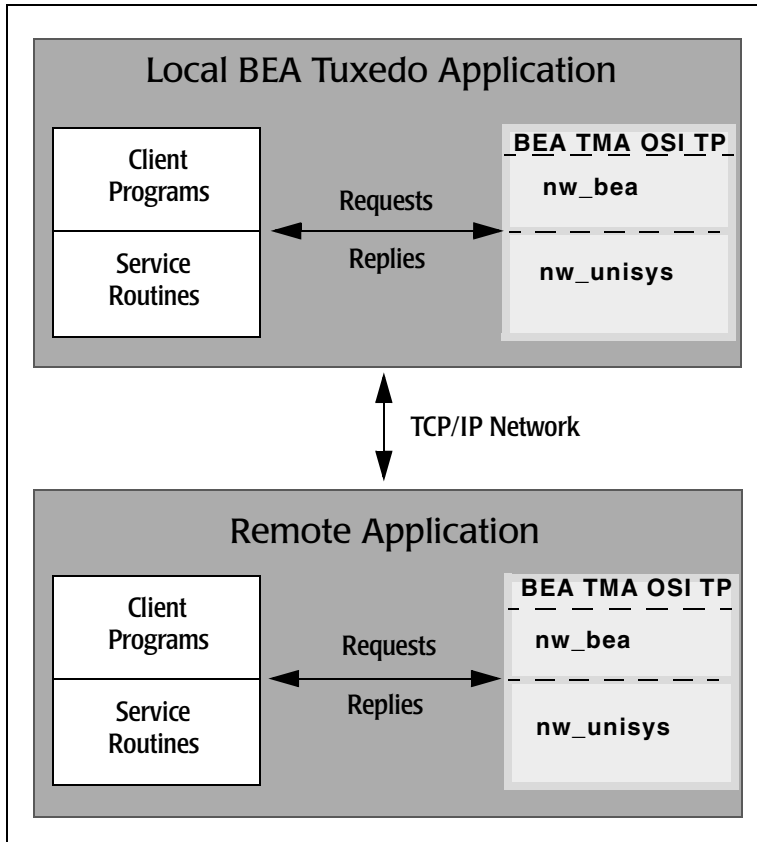 Local BEA Tuxedo Application
Client
Programs
Service
Routines
Requests
Replies
BEA TMA OSI TP
nw_bea
nw_unisys
TCP/IP Network
Remote Application
Client
Programs
Service
Routines
Requests
Replies
BEA TMA OSI TP
nw_bea
nw_unisys